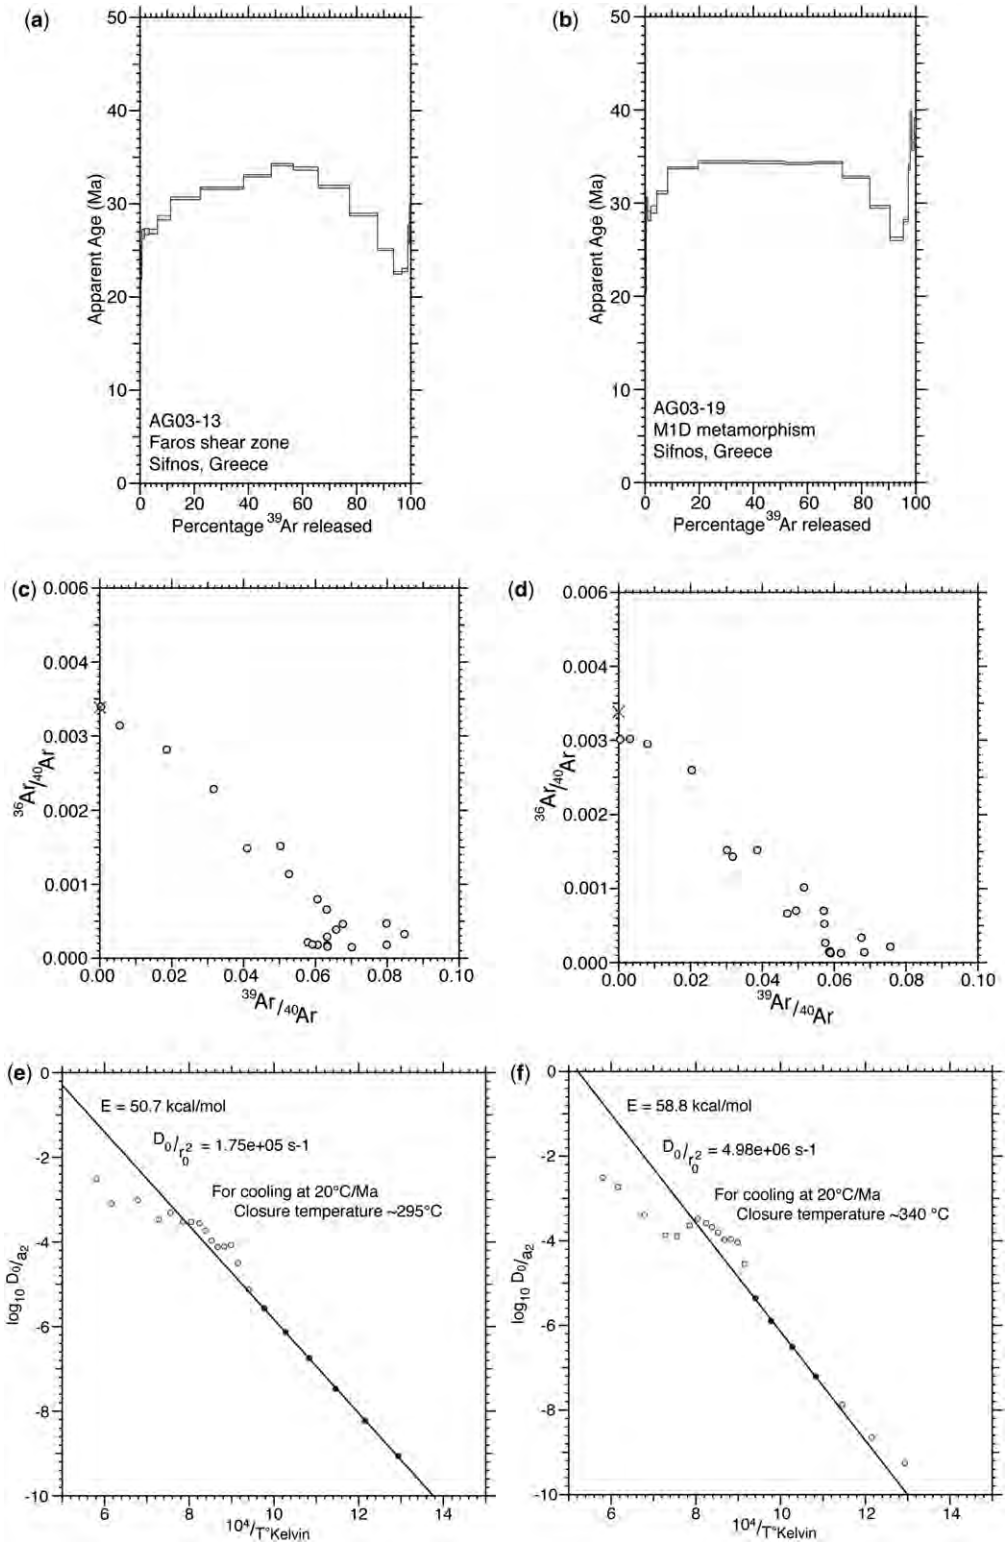 (a)
50
40
30
20
10
0
Apparent Age (Ma)
AG03-13
Faros shear zone
Sifnos, Greece
0 20 40 60 80 100
Percentage ³⁹Ar released
(b)
50
40
30
20
10
0
Apparent Age (Ma)
AG03-19
M1D metamorphism
Sifnos, Greece
0 20 40 60 80 100
Percentage ³⁹Ar released
(c)
0.006
0.004
0.003
0.002
0.001
0.000
³⁶Ar/⁴⁰Ar
0.00 0.02 0.04 0.06 0.08 0.10
³⁹Ar/⁴⁰Ar
(d)
0.006
0.004
0.003
0.002
0.001
0.000
³⁶Ar/⁴⁰Ar
0.00 0.02 0.04 0.06 0.08 0.10
³⁹Ar/⁴⁰Ar
(e)
0
-2
-4
-6
-8
-10
log₁₀ D₀/a₂
E = 50.7 kcal/mol
D₀/r₀² = 1.75e+05 s-1
For cooling at 20°C/Ma
Closure temperature ~295°C
6 8 10 12 14
10⁴/T°Kelvin
(f)
0
-2
-4
-6
-8
-10
log₁₀ D₀/a₂
E = 58.8 kcal/mol
D₀/r₀² = 4.98e+06 s-1
For cooling at 20°C/Ma
Closure temperature ~340 °C
6 8 10 12 14
10⁴/T°Kelvin